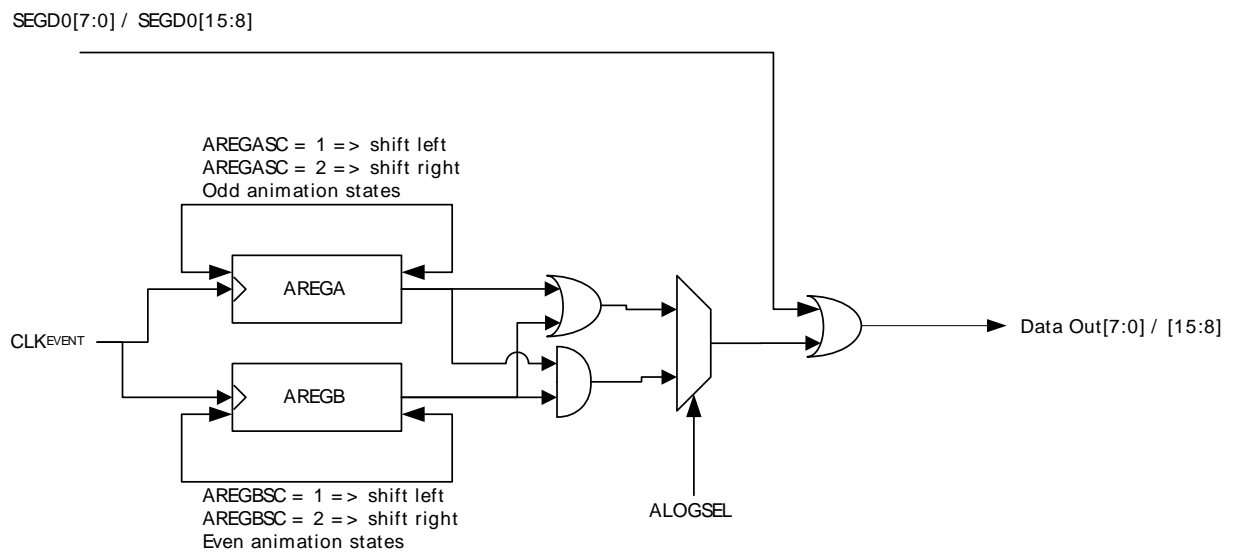 SEGD0[7:0] / SEGD0[15:8]
AREGASC = 1 => shift left
AREGASC = 2 => shift right
Odd animation states
AREGA
CLKEVENT
AREGB
Data Out[7:0] / [15:8]
AREGBSC = 1 => shift left
AREGBSC = 2 => shift right
Even animation states
ALOGSEL